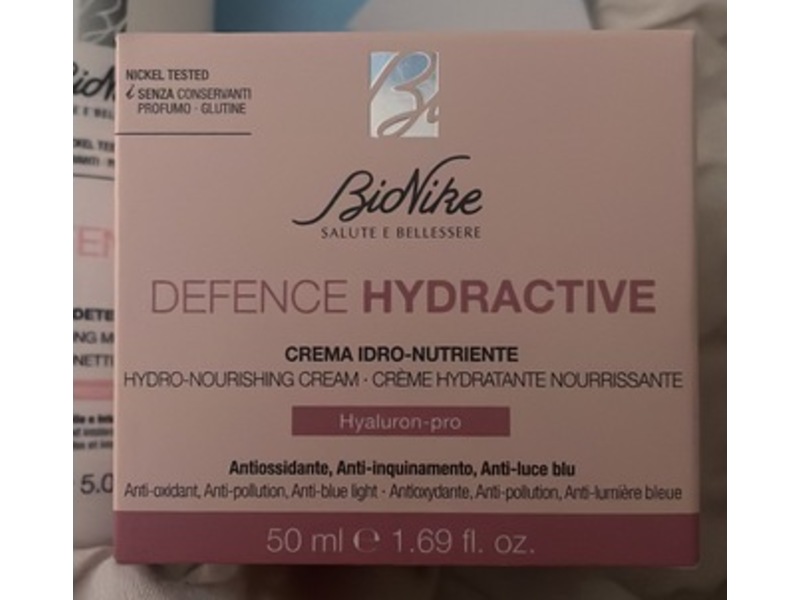 NICKEL TESTED
SENZA CONSERVANTI
PROFUMO · GLUTINE
BioNike
SALUTE E BELLESSERE
DEFENCE HYDRACTIVE
CREMA IDRO-NUTRIENTE
HYDRO-NOURISHING CREAM · CRÈME HYDRATANTE NOURRISSANTE
Hyaluron-pro
Antiossidante, Anti-inquinamento, Anti-luce blu
Anti-oxidant, Anti-pollution, Anti-blue light · Antioxydante, Anti-pollution, Anti-lumière bleue
50 ml ℮ 1.69 fl. oz.
5.0